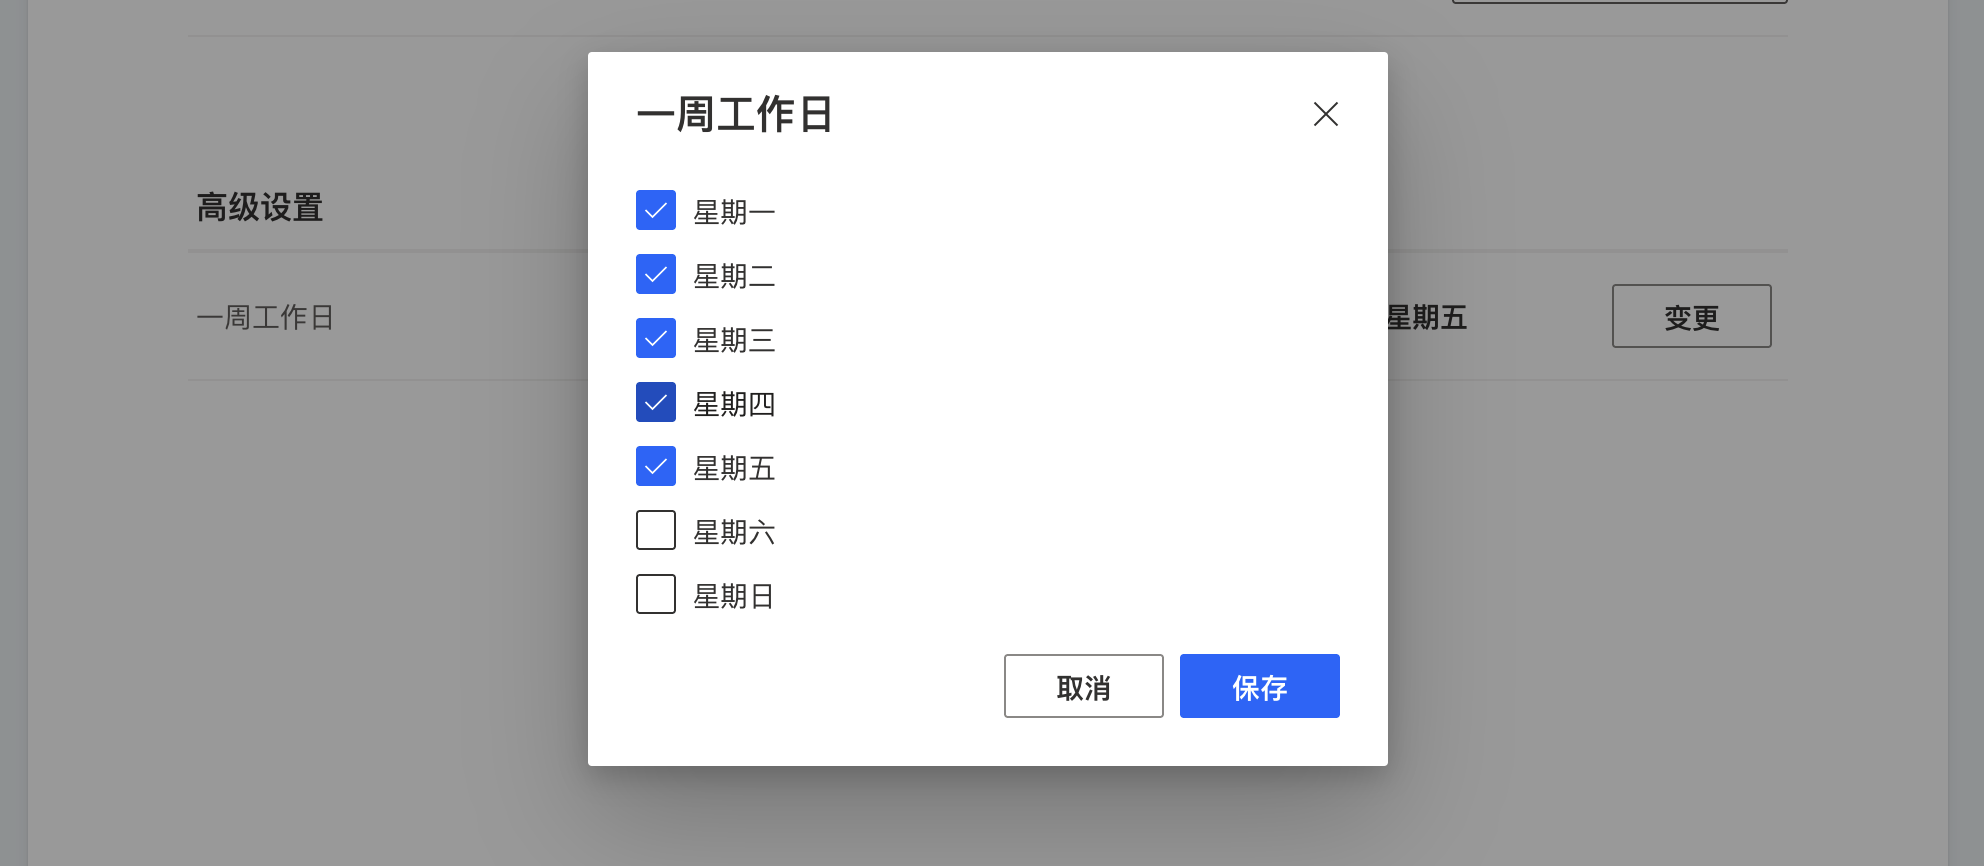 一周工作日
星期一
星期二
星期三
星期四
星期五
星期六
星期日
取消
保存
高级设置
一周工作日
星期五
变更